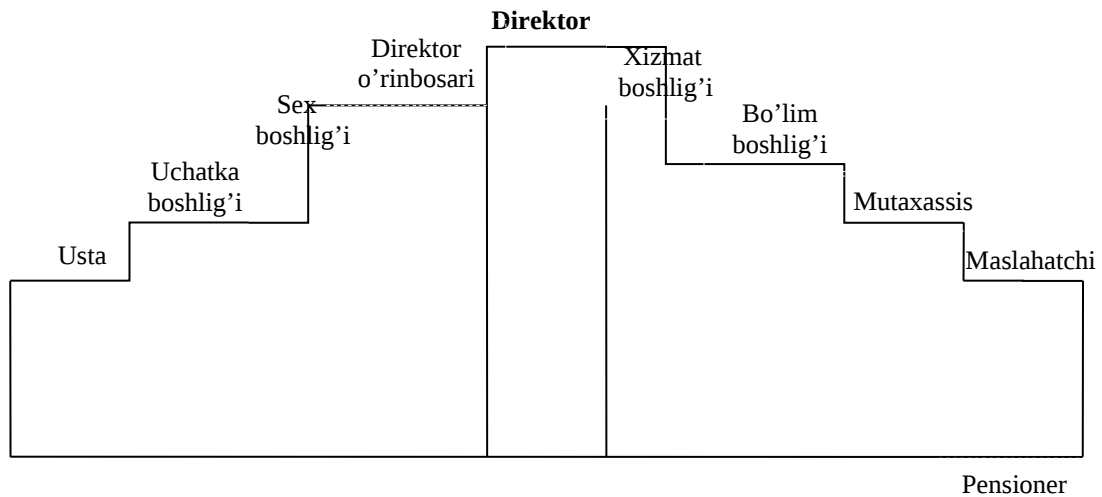 Direktor
Direktor
o’rinbosari
Xizmat
boshlig’i
Sex
boshlig’i
Bo’lim
boshlig’i
Uchatka
boshlig’i
Mutaxassis
Usta
Maslahatchi
Pensioner